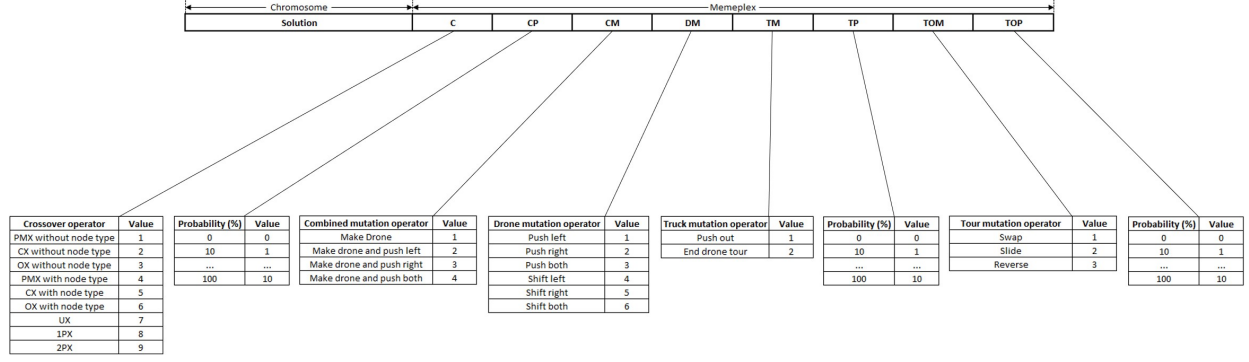 Chromosome Memeplex
Solution C CP CM DM TM TP TOM TOP
Crossover operator Value
PMX without node type 1
CX without node type 2
OX without node type 3
PMX with node type 4
CX with node type 5
OX with node type 6
UX 7
1PX 8
2PX 9
Probability (%) Value
0 0
10 1
... ...
100 10
Combined mutation operator Value
Make Drone 1
Make drone and push left 2
Make drone and push right 3
Make drone and push both 4
Drone mutation operator Value
Push left 1
Push right 2
Push both 3
Shift left 4
Shift right 5
Shift both 6
Truck mutation operator Value
Push out 1
End drone tour 2
Probability (%) Value
0 0
10 1
... ...
100 10
Tour mutation operator Value
Swap 1
Slide 2
Reverse 3
Probability (%) Value
0 0
10 1
... ...
100 10